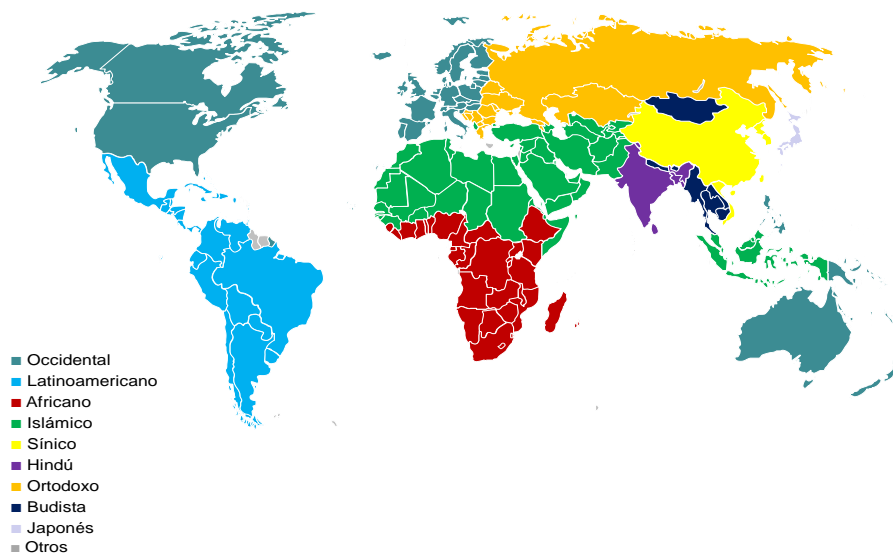 Occidental
Latinoamericano
Africano
Islámico
Sínico
Hindú
Ortodoxo
Budista
Japonés
Otros